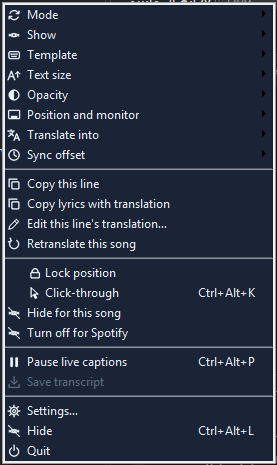 Mode
Show
Template
Text size
Opacity
Position and monitor
Translate into
Sync offset
Copy this line
Copy lyrics with translation
Edit this line's translation...
Retranslate this song
Lock position
Click-through Ctrl+Alt+K
Hide for this song
Turn off for Spotify
Pause live captions Ctrl+Alt+P
Save transcript
Settings...
Hide Ctrl+Alt+L
Quit